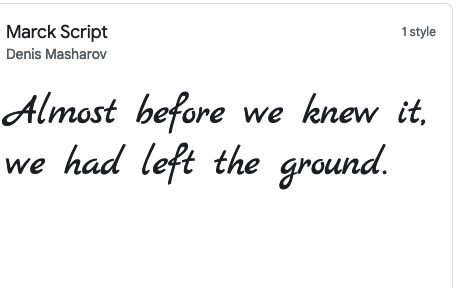 Marck Script
1 style
Denis Masharov
Almost before we knew it,
we had left the ground.